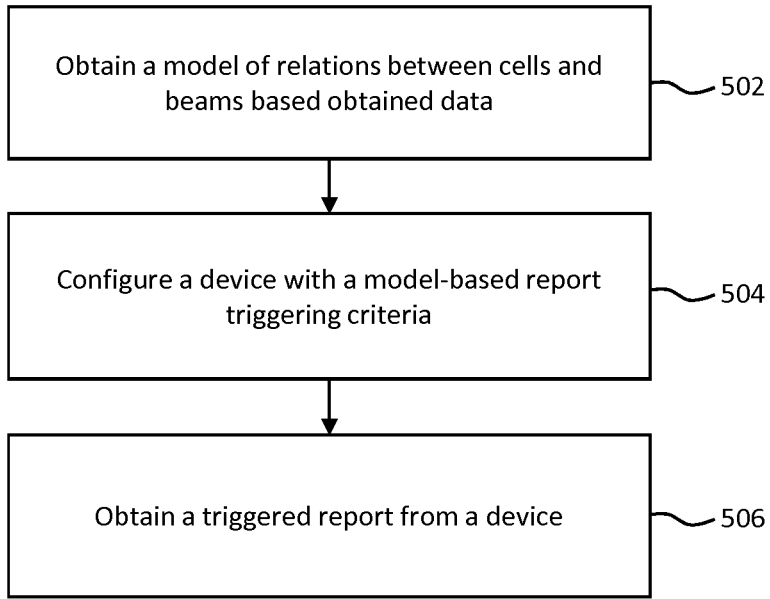 Obtain a model of relations between cells and
beams based obtained data
502
Configure a device with a model-based report
triggering criteria
504
Obtain a triggered report from a device
506